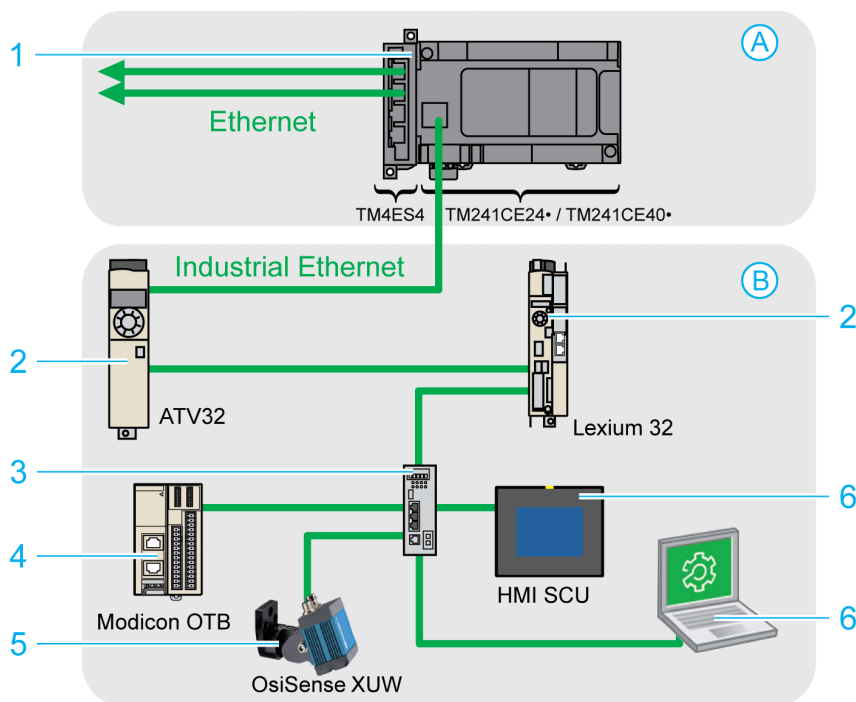 1
A
Ethernet
TM4ES4 TM241CE24• / TM241CE40•
Industrial Ethernet
B
2
2
ATV32
Lexium 32
3
6
4
HMI SCU
Modicon OTB
6
5
OsiSense XUW